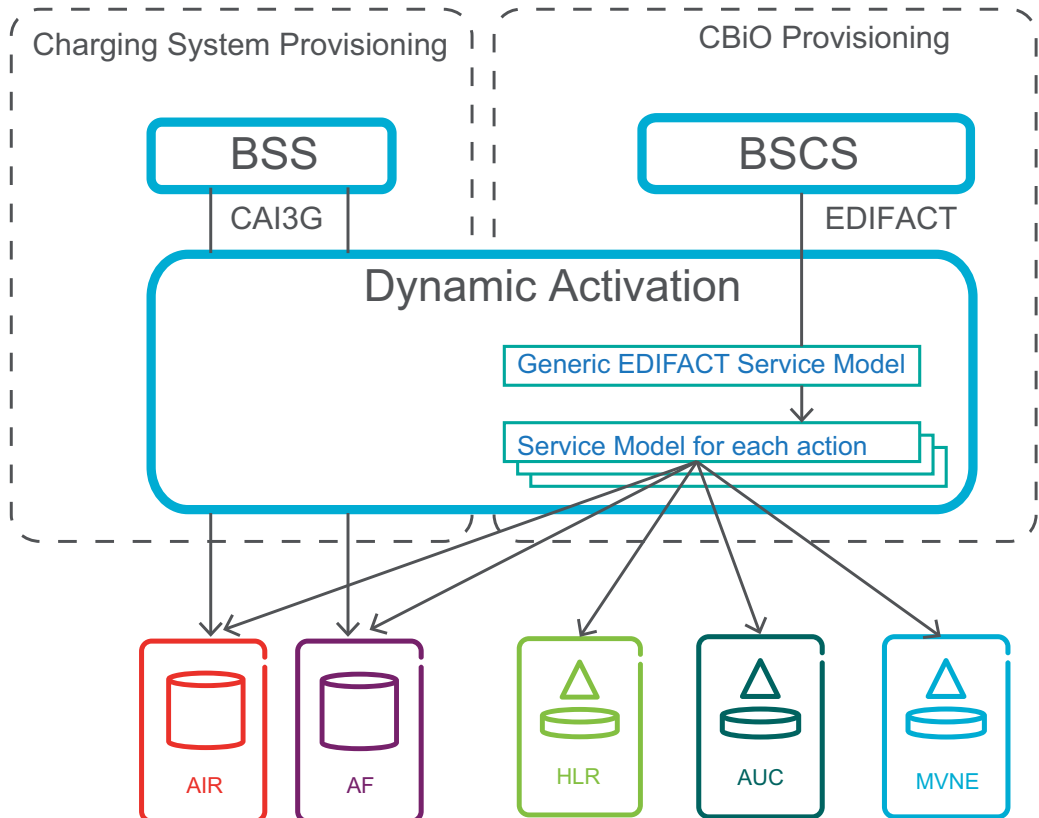 Charging System Provisioning
CBiO Provisioning
BSS
BSCS
CAI3G
EDIFACT
Dynamic Activation
Generic EDIFACT Service Model
Service Model for each action
AIR
AF
HLR
AUC
MVNE